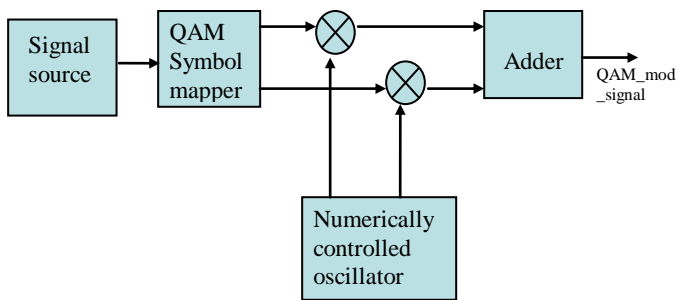 Signal
source
QAM
Symbol
mapper
Adder
QAM_mod
_signal
Numerically
controlled
oscillator